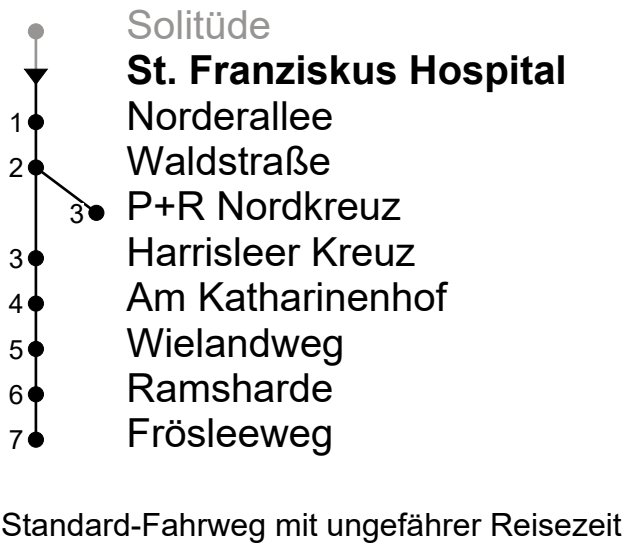 Solitüde
St. Franziskus Hospital
1 Norderallee
2 Waldstraße
3 P+R Nordkreuz
3 Harrisleer Kreuz
4 Am Katharinenhof
5 Wielandweg
6 Ramsharde
7 Frösleeweg
Standard-Fahrweg mit ungefährer Reisezeit